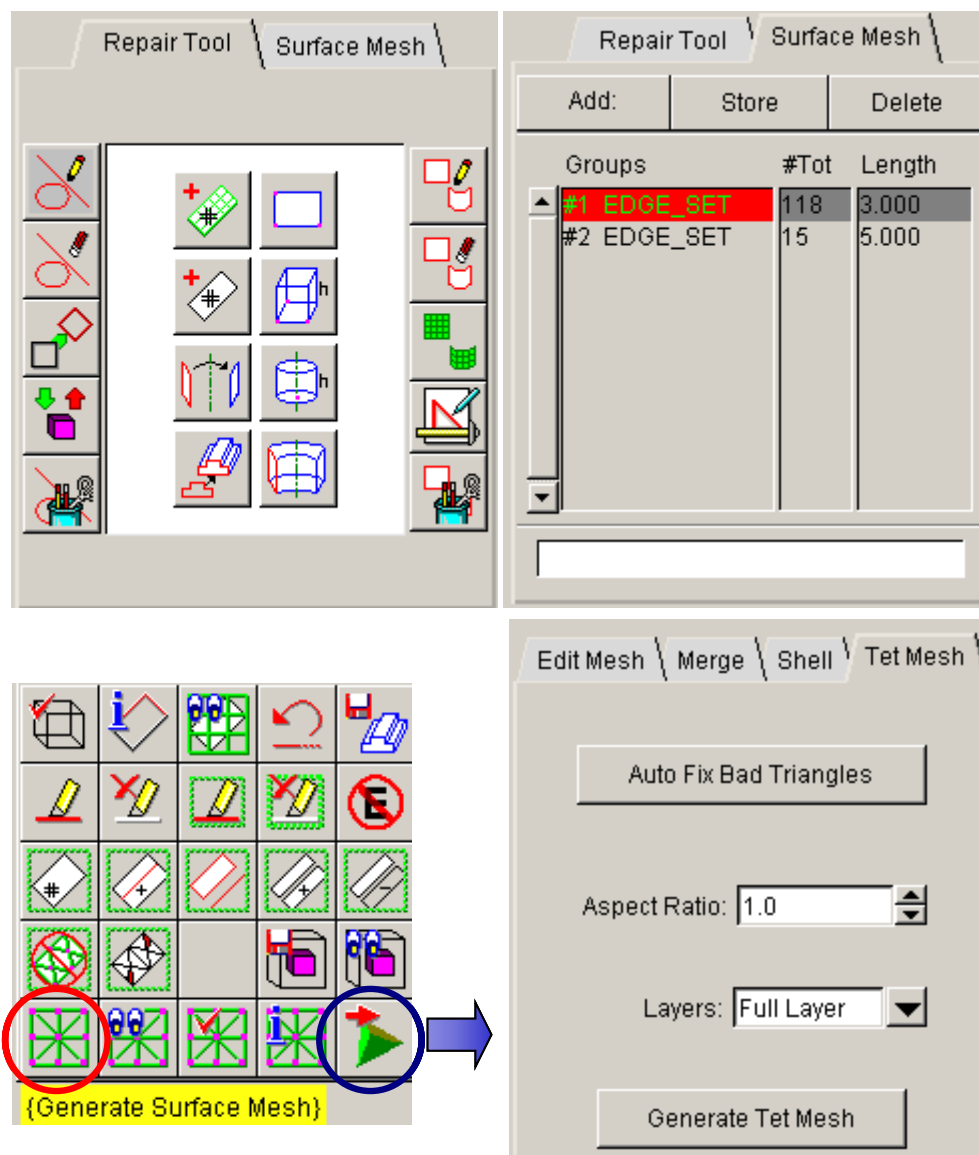 Repair Tool Surface Mesh
h
h
Repair Tool Surface Mesh
Add: Store Delete
Groups #Tot Length
#1 EDGE_SET 118 3.000
#2 EDGE_SET 15 5.000
i
E
i
{Generate Surface Mesh}
Edit Mesh Merge Shell Tet Mesh
Auto Fix Bad Triangles
Aspect Ratio: 1.0
Layers: Full Layer
Generate Tet Mesh